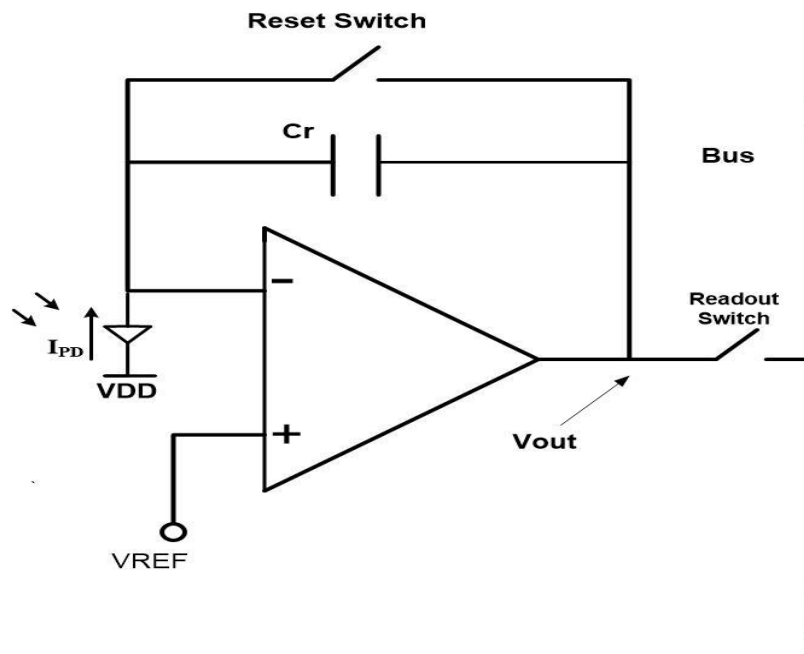 Reset Switch
Cr
Bus
−
Readout
Switch
IPD
VDD
+
Vout
VREF